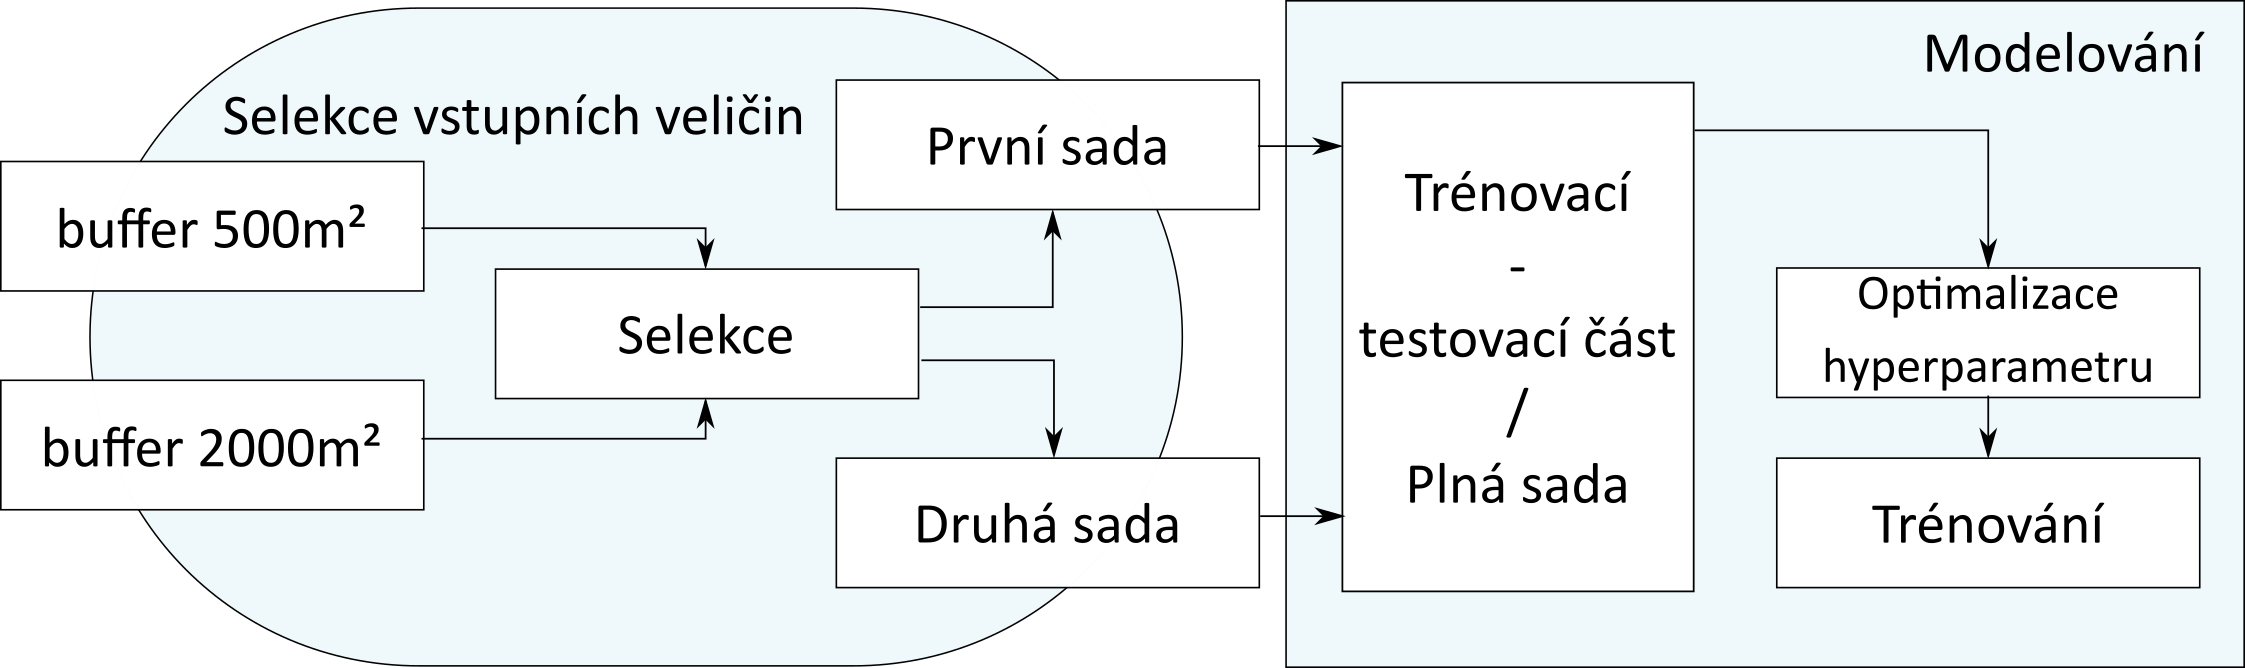 Selekce vstupních veličin
buffer 500m²
buffer 2000m²
Selekce
První sada
Druhá sada
Modelování
Trénovací
-
testovací část
/
Plná sada
Optimalizace
hyperparametru
Trénování